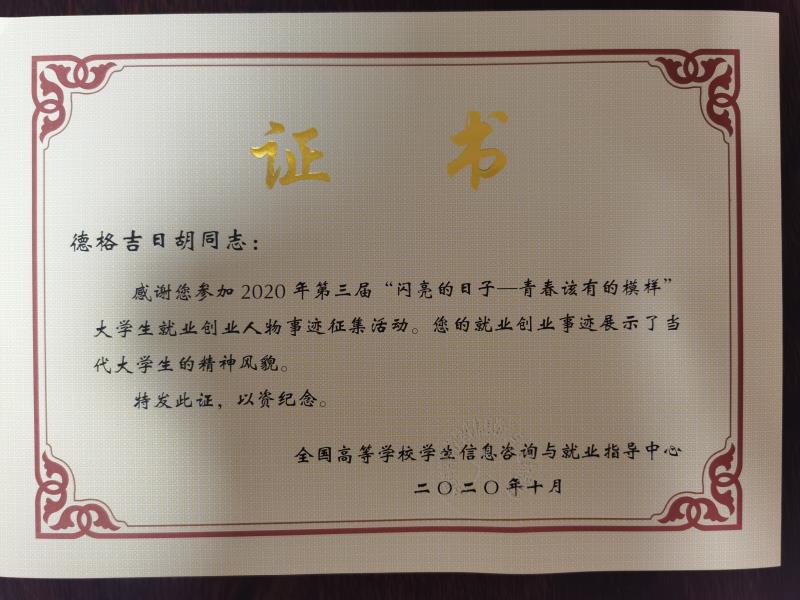 证 书
德格吉日胡同志：
感谢您参加2020年第三届“闪亮的日子—青春该有的模样”
大学生就业创业人物事迹征集活动。您的就业创业事迹展示了当
代大学生的精神风貌。
特发此证，以资纪念。
全国高等学校学生信息咨询与就业指导中心
二〇二〇年十月